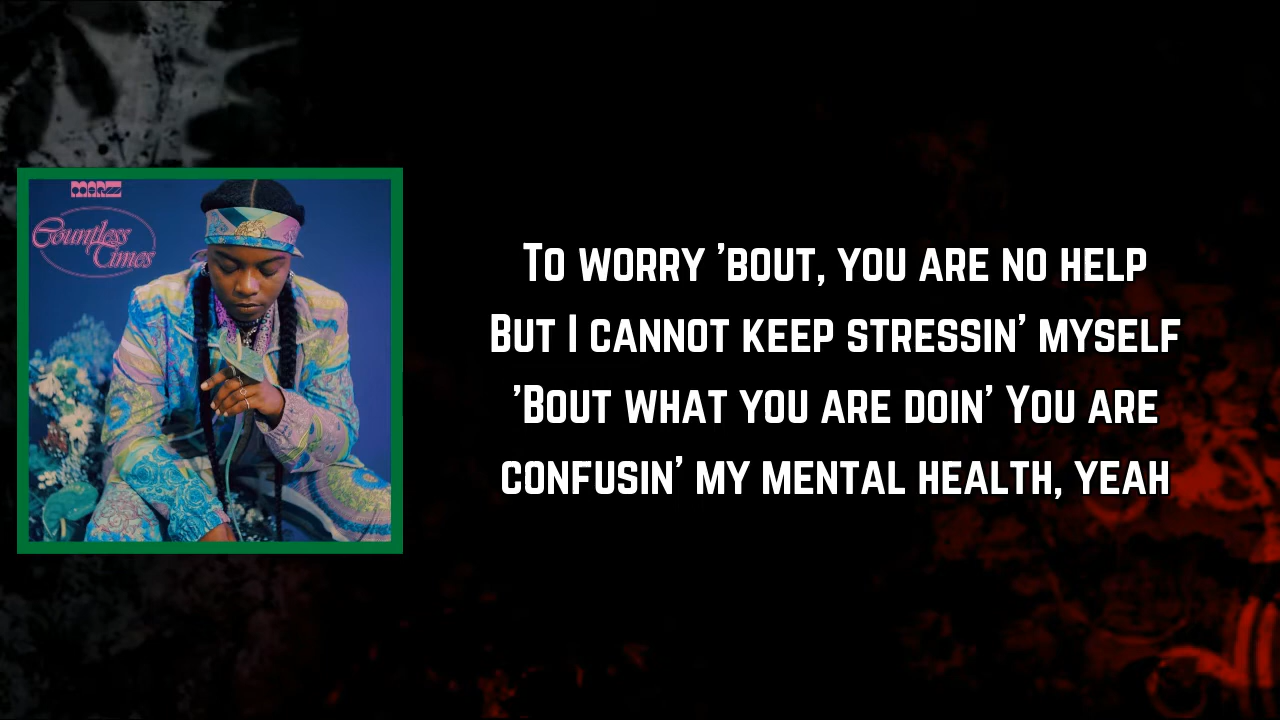 MARZZ
Countless
Times
To worry 'bout, you are no help
But I cannot keep stressin' myself
'Bout what you are doin' You are
confusin' my mental health, yeah